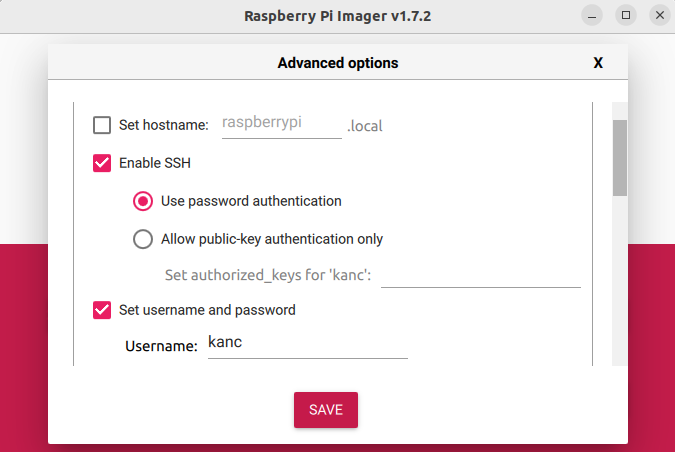 Raspberry Pi Imager v1.7.2
Advanced options X
Set hostname: raspberrypi .local
Enable SSH
Use password authentication
Allow public-key authentication only
Set authorized_keys for 'kanc':
Set username and password
Username: kanc
SAVE